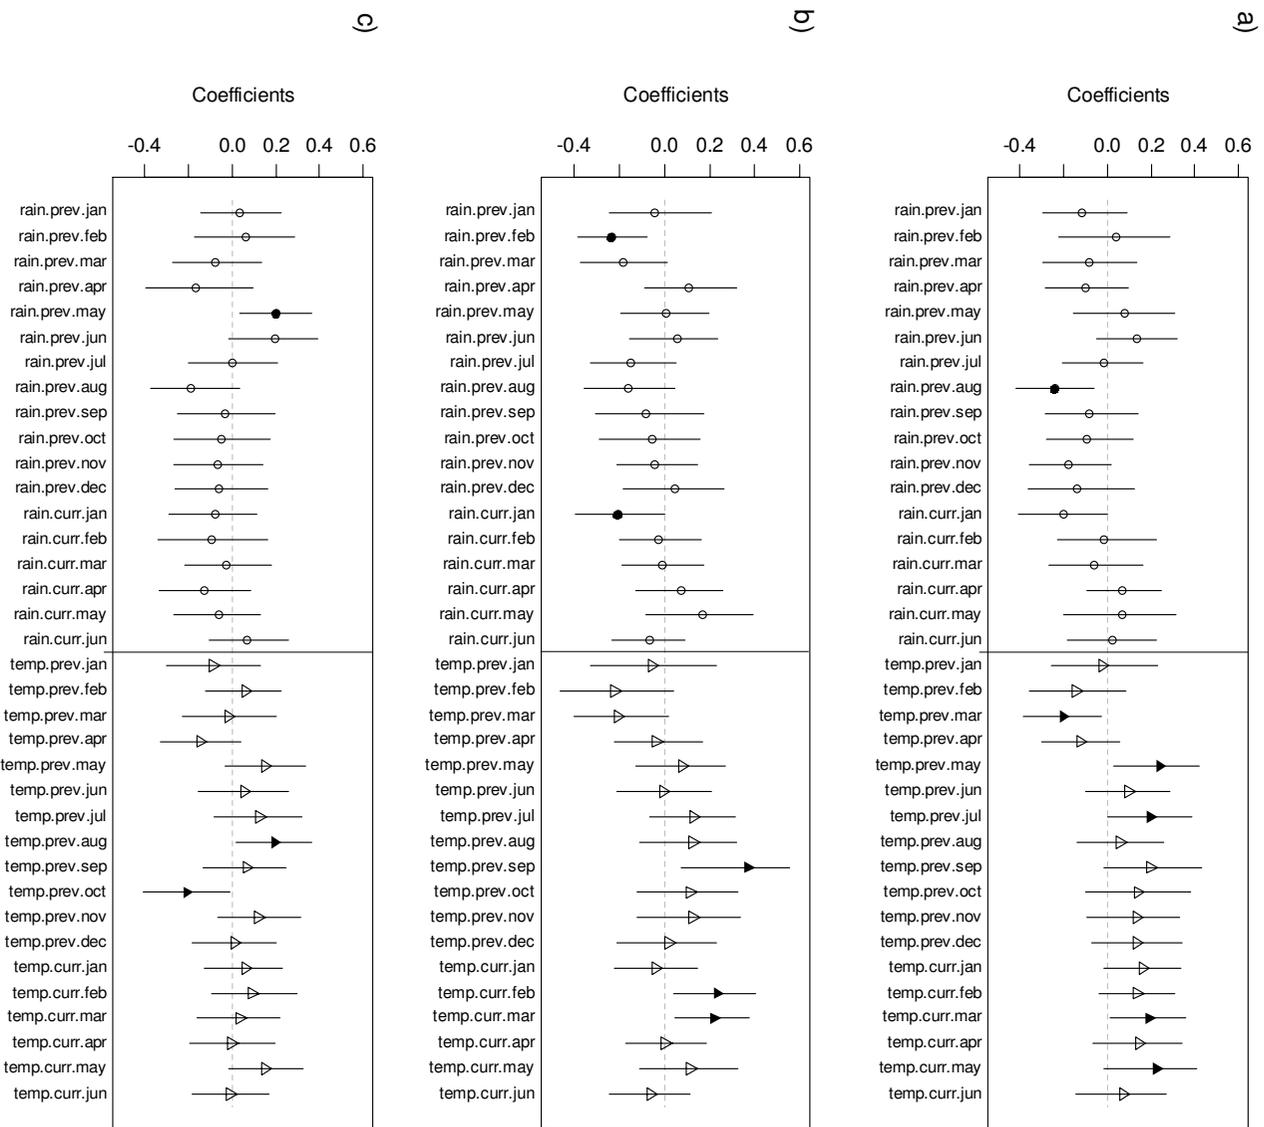 c)
Coefficients
-0.4 0.0 0.2 0.4 0.6
rain.prev.jan
rain.prev.feb
rain.prev.mar
rain.prev.apr
rain.prev.may
rain.prev.jun
rain.prev.jul
rain.prev.aug
rain.prev.sep
rain.prev.oct
rain.prev.nov
rain.prev.dec
rain.curr.jan
rain.curr.feb
rain.curr.mar
rain.curr.apr
rain.curr.may
rain.curr.jun
temp.prev.jan
temp.prev.feb
temp.prev.mar
temp.prev.apr
temp.prev.may
temp.prev.jun
temp.prev.jul
temp.prev.aug
temp.prev.sep
temp.prev.oct
temp.prev.nov
temp.prev.dec
temp.curr.jan
temp.curr.feb
temp.curr.mar
temp.curr.apr
temp.curr.may
temp.curr.jun
b)
Coefficients
-0.4 0.0 0.2 0.4 0.6
rain.prev.jan
rain.prev.feb
rain.prev.mar
rain.prev.apr
rain.prev.may
rain.prev.jun
rain.prev.jul
rain.prev.aug
rain.prev.sep
rain.prev.oct
rain.prev.nov
rain.prev.dec
rain.curr.jan
rain.curr.feb
rain.curr.mar
rain.curr.apr
rain.curr.may
rain.curr.jun
temp.prev.jan
temp.prev.feb
temp.prev.mar
temp.prev.apr
temp.prev.may
temp.prev.jun
temp.prev.jul
temp.prev.aug
temp.prev.sep
temp.prev.oct
temp.prev.nov
temp.prev.dec
temp.curr.jan
temp.curr.feb
temp.curr.mar
temp.curr.apr
temp.curr.may
temp.curr.jun
a)
Coefficients
-0.4 0.0 0.2 0.4 0.6
rain.prev.jan
rain.prev.feb
rain.prev.mar
rain.prev.apr
rain.prev.may
rain.prev.jun
rain.prev.jul
rain.prev.aug
rain.prev.sep
rain.prev.oct
rain.prev.nov
rain.prev.dec
rain.curr.jan
rain.curr.feb
rain.curr.mar
rain.curr.apr
rain.curr.may
rain.curr.jun
temp.prev.jan
temp.prev.feb
temp.prev.mar
temp.prev.apr
temp.prev.may
temp.prev.jun
temp.prev.jul
temp.prev.aug
temp.prev.sep
temp.prev.oct
temp.prev.nov
temp.prev.dec
temp.curr.jan
temp.curr.feb
temp.curr.mar
temp.curr.apr
temp.curr.may
temp.curr.jun